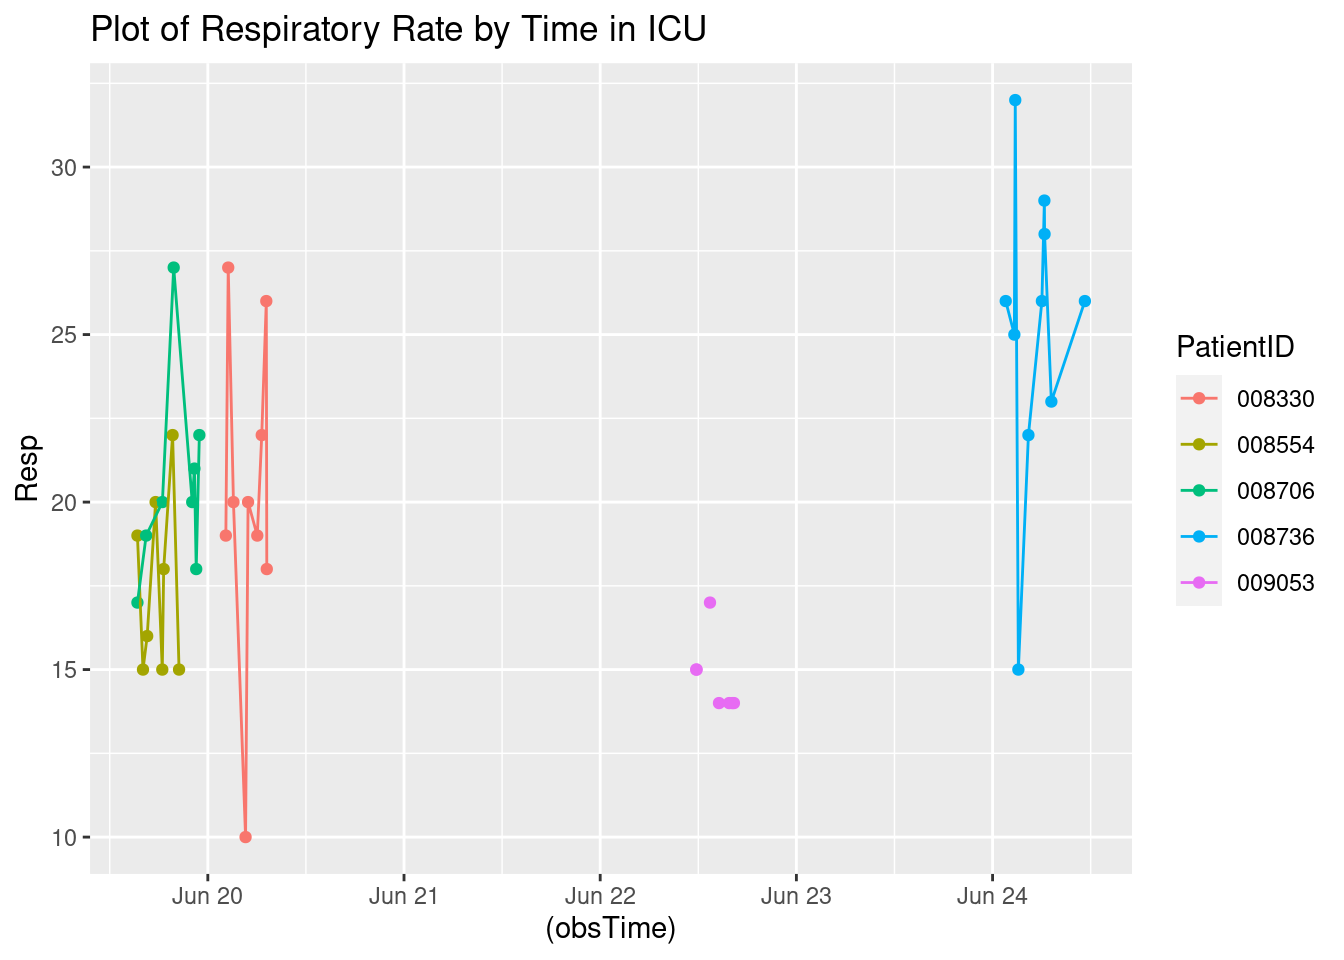 Plot of Respiratory Rate by Time in ICU
30
25
20
15
10
Resp
Jun 20
Jun 21
Jun 22
Jun 23
Jun 24
(obsTime)
PatientID
008330
008554
008706
008736
009053